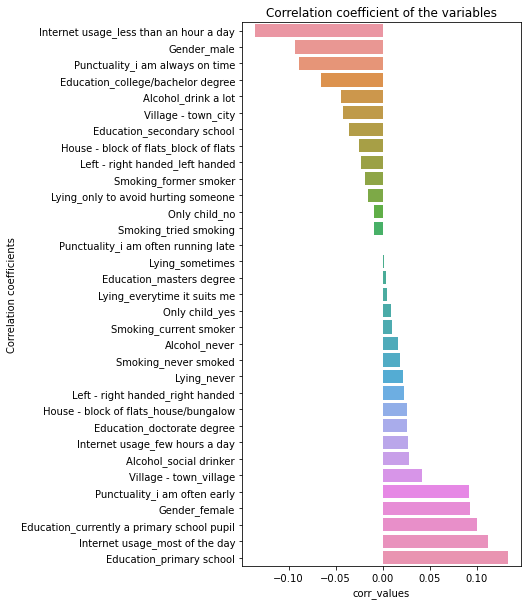 Correlation coefficient of the variables
Correlation coefficients
Internet usage_less than an hour a day
Gender_male
Punctuality_i am always on time
Education_college/bachelor degree
Alcohol_drink a lot
Village - town_city
Education_secondary school
House - block of flats_block of flats
Left - right handed_left handed
Smoking_former smoker
Lying_only to avoid hurting someone
Only child_no
Smoking_tried smoking
Punctuality_i am often running late
Lying_sometimes
Education_masters degree
Lying_everytime it suits me
Only child_yes
Smoking_current smoker
Alcohol_never
Smoking_never smoked
Lying_never
Left - right handed_right handed
House - block of flats_house/bungalow
Education_doctorate degree
Internet usage_few hours a day
Alcohol_social drinker
Village - town_village
Punctuality_i am often early
Gender_female
Education_currently a primary school pupil
Internet usage_most of the day
Education_primary school
−0.10 −0.05 0.00 0.05 0.10
corr_values